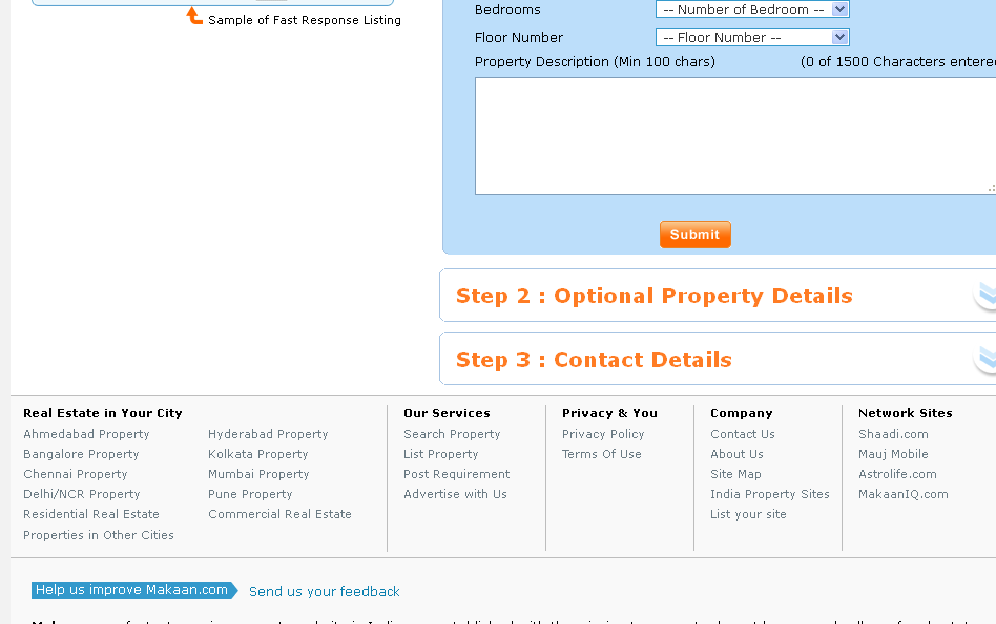 Sample of Fast Response Listing
Bedrooms
-- Number of Bedroom --
Floor Number
-- Floor Number --
Property Description (Min 100 chars)
(0 of 1500 Characters entere
Submit
Step 2 : Optional Property Details
Step 3 : Contact Details
Real Estate in Your City
Ahmedabad Property
Bangalore Property
Chennai Property
Delhi/NCR Property
Residential Real Estate
Properties in Other Cities
Hyderabad Property
Kolkata Property
Mumbai Property
Pune Property
Commercial Real Estate
Our Services
Search Property
List Property
Post Requirement
Advertise with Us
Privacy & You
Privacy Policy
Terms Of Use
Company
Contact Us
About Us
Site Map
India Property Sites
List your site
Network Sites
Shaadi.com
Mauj Mobile
Astrolife.com
MakaanIQ.com
Help us improve Makaan.com
Send us your feedback